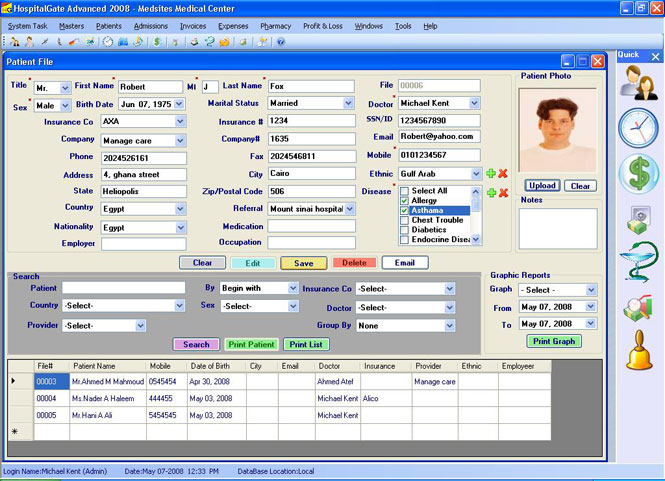 HospitalGate Advanced 2008 - Medsites Medical Center
System Task Masters Patients Admissions Invoices Expenses Pharmacy Profit & Loss Windows Tools Help
Patient File
Quick
Title * Mr. First Name * Robert MI J Last Name * Fox File 00006
Sex * Male Birth Date Jun 07, 1975 Marital Status Married Doctor * Michael Kent
Insurance Co AXA Insurance # 1234 SSN/ID 1234567890
Company Manage care Company# 1635 Email Robert@yahoo.com
Phone 2024526161 Fax 2024546811 Mobile * 0101234567
Address 4, ghana street City Cairo Ethnic Gulf Arab
State Heliopolis Zip/Postal Code 506 Disease * Select All
Country Egypt Referral Mount sinai hospital Allergy
Nationality Egypt Medication Asthama
Employer Occupation Chest Trouble
Diabetics
Endocrine Disea
Patient Photo
Upload Clear
Notes
Clear Edit Save Delete Email
Search
Patient By Begin with Insurance Co -Select-
Country -Select- Sex -Select- Doctor -Select-
Provider -Select- Group By None
Search Print Patient Print List
Graphic Reports
Graph - Select -
From May 07, 2008
To May 07, 2008
Print Graph
File# Patient Name Mobile Date of Birth City Email Doctor Insurance Provider Ethnic Employeer
00003 Mr.Ahmed M Mahmoud 0545454 Apr 30, 2008 Ahmed Atef Manage care
00004 Ms.Nader A Haleem 444455 May 03, 2008 Michael Kent Alico
00005 Mr.Hani A Ali 5454545 May 03, 2008 Michael Kent
*
Login Name:Michael Kent (Admin) Date:May 07-2008 12:33 PM DataBase Location:Local